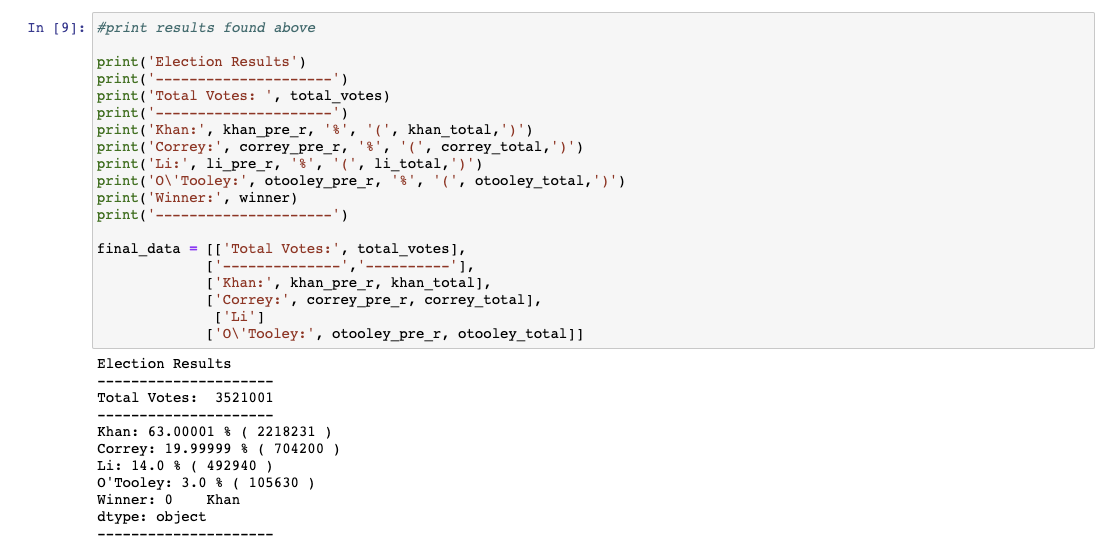 In [9]: #print results found above
print('Election Results')
print('---------------------')
print('Total Votes: ', total_votes)
print('---------------------')
print('Khan:', khan_pre_r, '%', '(', khan_total,')')
print('Correy:', correy_pre_r, '%', '(', correy_total,')')
print('Li:', li_pre_r, '%', '(', li_total,')')
print('O\'Tooley:', otooley_pre_r, '%', '(', otooley_total,')')
print('Winner:', winner)
print('---------------------')
final_data = [['Total Votes:', total_votes],
['--------------','----------'],
['Khan:', khan_pre_r, khan_total],
['Correy:', correy_pre_r, correy_total],
['Li']
['O\'Tooley:', otooley_pre_r, otooley_total]]
Election Results
---------------------
Total Votes:  3521001
---------------------
Khan: 63.00001 % ( 2218231 )
Correy: 19.99999 % ( 704200 )
Li: 14.0 % ( 492940 )
O'Tooley: 3.0 % ( 105630 )
Winner: 0    Khan
dtype: object
---------------------